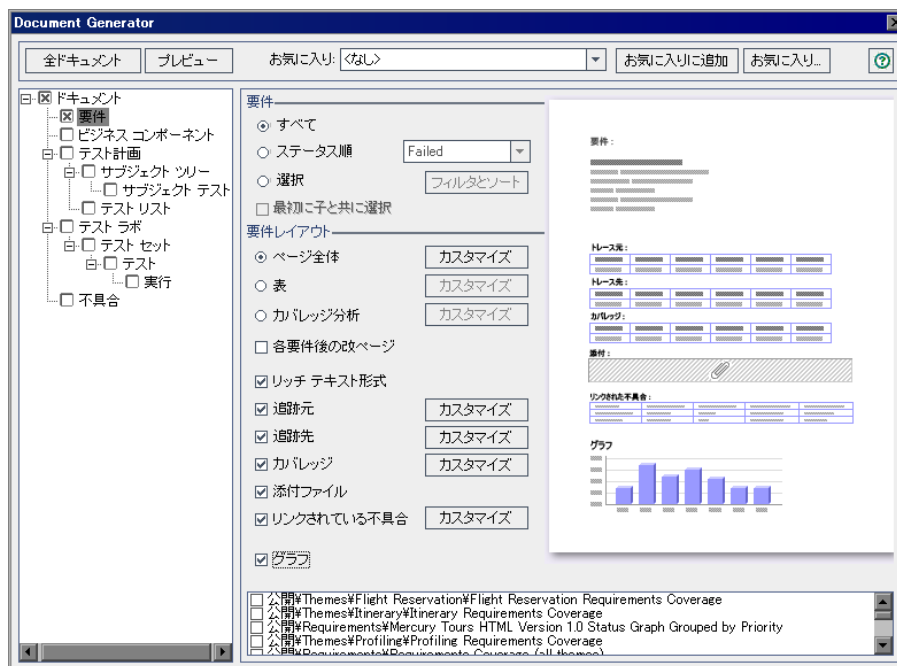 Document Generator
全ドキュメント プレビュー お気に入り: <なし> お気に入りに追加 お気に入り...
ドキュメント
要件
ビジネス コンポーネント
テスト計画
サブジェクト ツリー
サブジェクト テスト
テスト リスト
テスト ラボ
テスト セット
テスト
実行
不具合
要件
すべて
ステータス順 Failed
選択 フィルタとソート
最初に子と共に選択
要件レイアウト
ページ全体 カスタマイズ
表 カスタマイズ
カバレッジ分析 カスタマイズ
各要件後の改ページ
リッチ テキスト形式
追跡元 カスタマイズ
追跡先 カスタマイズ
カバレッジ カスタマイズ
添付ファイル
リンクされている不具合 カスタマイズ
グラフ
要件 :
トレース元 :
トレース先 :
カバレッジ :
添付 :
リンクされた不具合 :
グラフ
公開¥Themes¥Flight Reservation¥Flight Reservation Requirements Coverage
公開¥Themes¥Itinerary¥Itinerary Requirements Coverage
公開¥Requirements¥Mercury Tours HTML Version 1.0 Status Graph Grouped by Priority
公開¥Themes¥Profiling¥Profiling Requirements Coverage
公開¥Requirements¥Requirements Coverage (all themes)